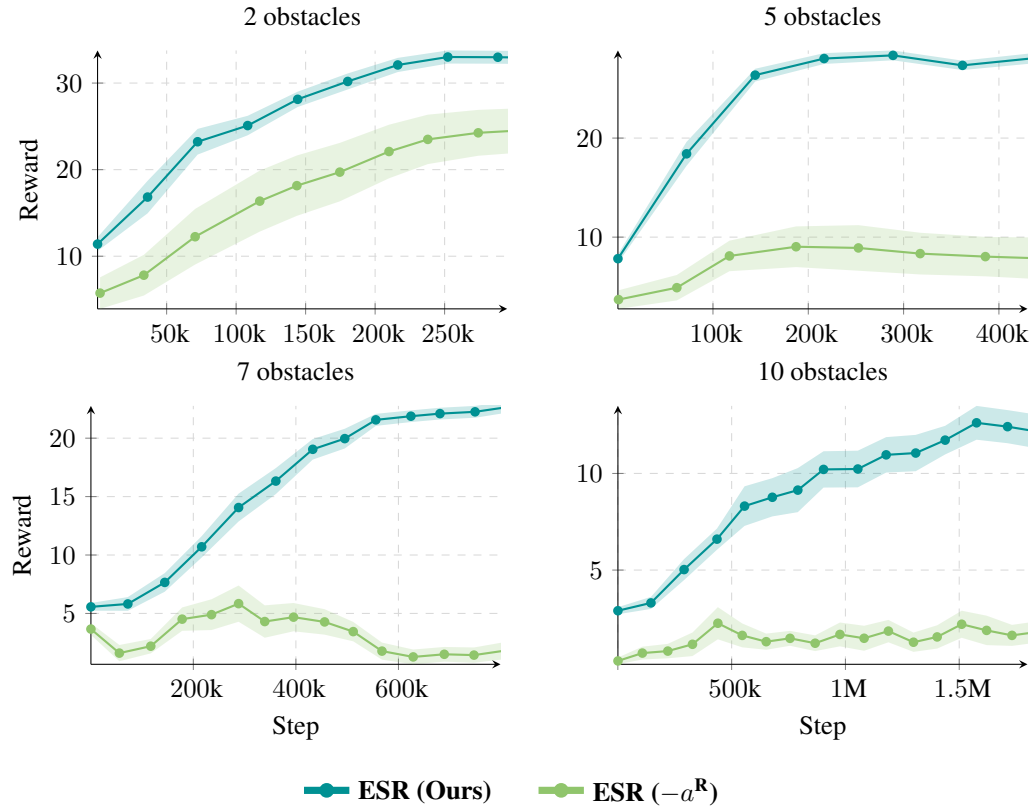 2 obstacles
5 obstacles
Reward
30
20
10
50k 100k 150k 200k 250k
20
10
100k 200k 300k 400k
7 obstacles
10 obstacles
Reward
20
15
10
5
200k 400k 600k
Step
10
5
500k 1M 1.5M
Step
ESR (Ours) ESR (−a^R)